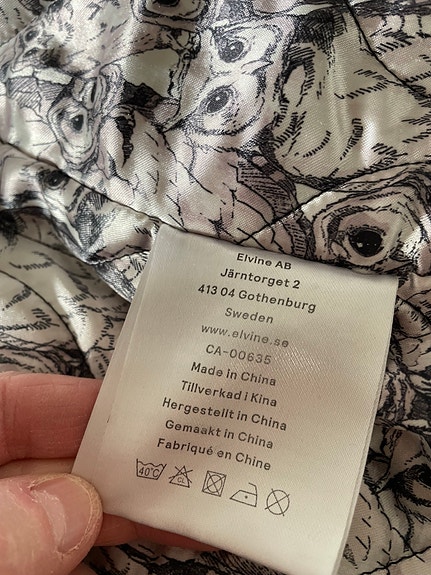 Elvine AB
Järntorget 2
413 04 Gothenburg
Sweden
www.elvine.se
CA-00635
Made in China
Tillverkad i Kina
Hergestellt in China
Gemaakt in China
Fabriqué en Chine
40°C CL